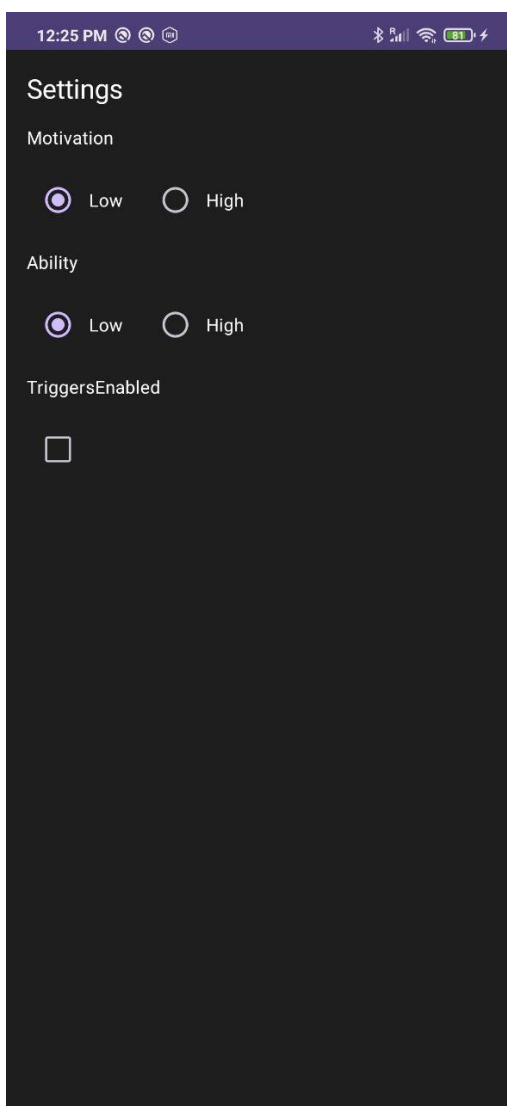 12:25 PM
R
81
Settings
Motivation
Low High
Ability
Low High
TriggersEnabled